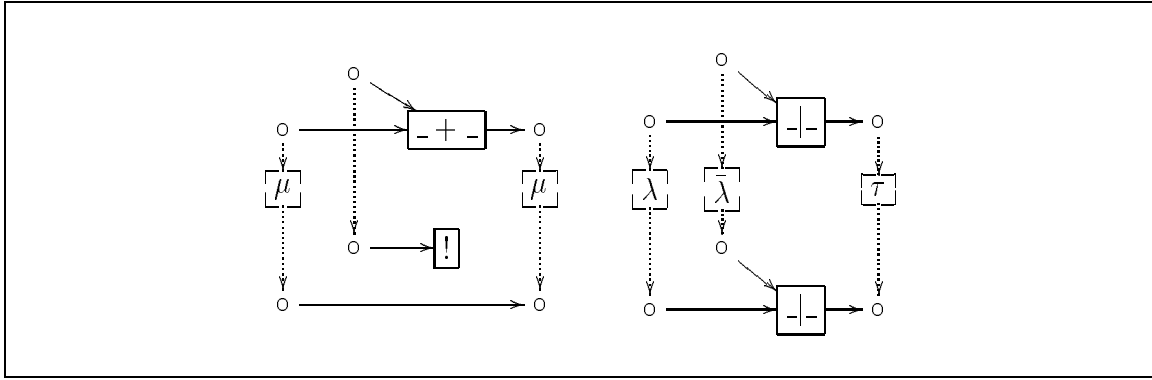 _ + _
μ μ
!
_|_
λ λ̄ τ
_|_